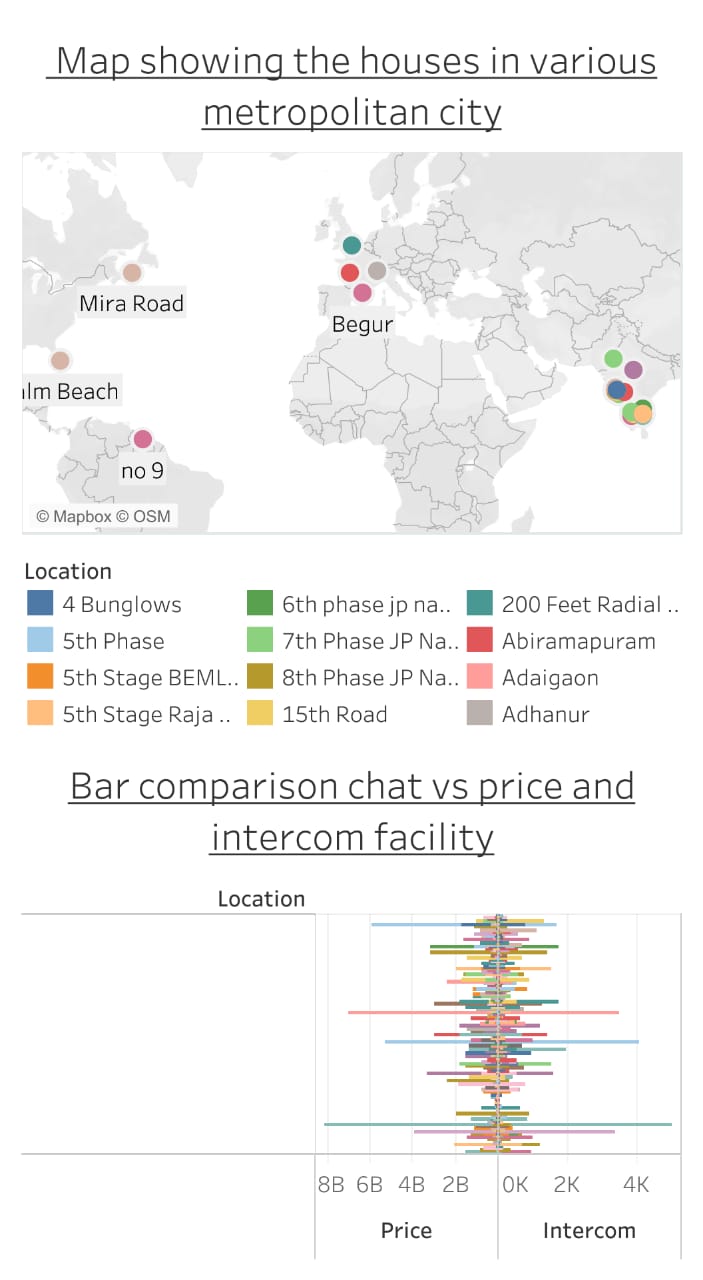 Map showing the houses in various
metropolitan city
Mira Road
Begur
lm Beach
no 9
© Mapbox © OSM
Location
4 Bunglows
6th phase jp na..
200 Feet Radial ..
5th Phase
7th Phase JP Na..
Abiramapuram
5th Stage BEML..
8th Phase JP Na..
Adaigaon
5th Stage Raja ..
15th Road
Adhanur
Bar comparison chat vs price and
intercom facility
Location
8B 6B 4B 2B 0K 2K 4K
Price Intercom